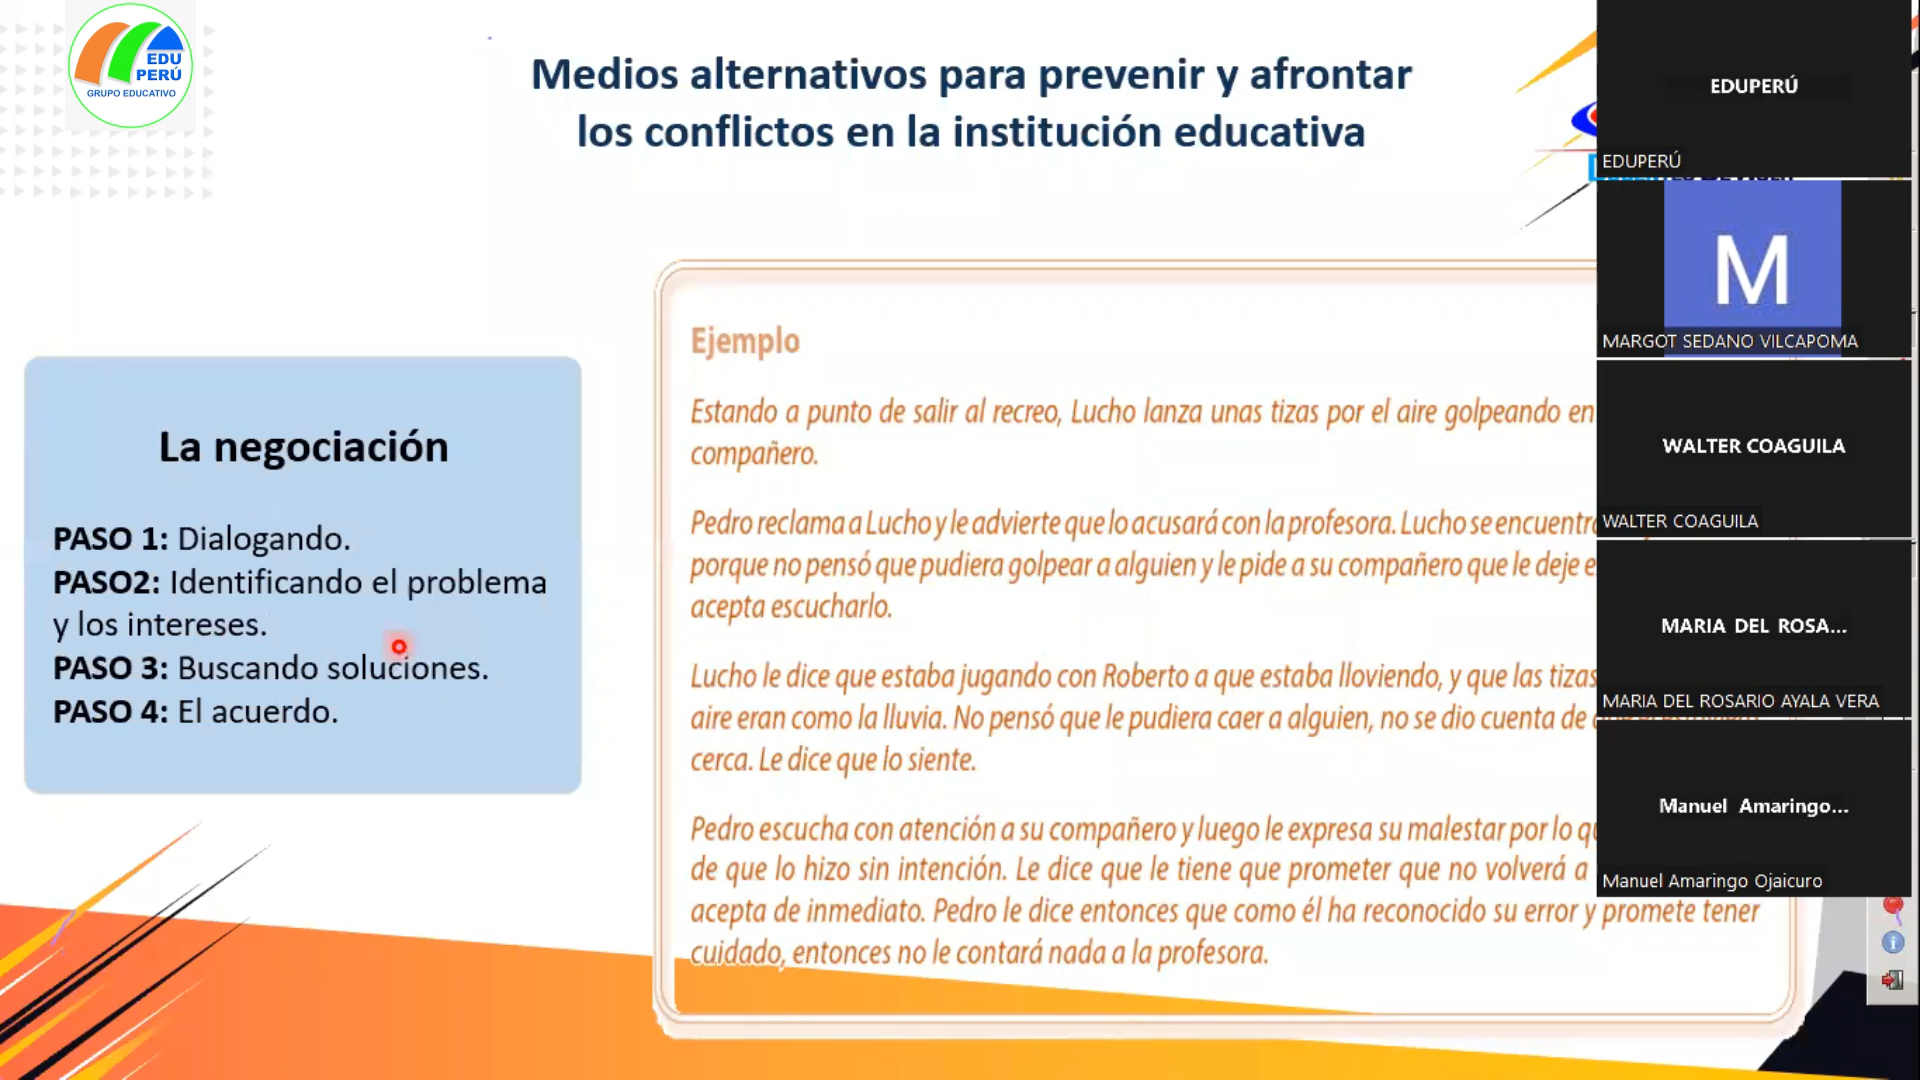 EDU
PERÚ
GRUPO EDUCATIVO
Medios alternativos para prevenir y afrontar
los conflictos en la institución educativa
La negociación
PASO 1: Dialogando.
PASO2: Identificando el problema
y los intereses.
PASO 3: Buscando soluciones.
PASO 4: El acuerdo.
Ejemplo
Estando a punto de salir al recreo, Lucho lanza unas tizas por el aire golpeando en
compañero.
Pedro reclama a Lucho y le advierte que lo acusará con la profesora. Lucho se
porque no pensó que pudiera golpear a alguien y le pide a su compañero que le deje
acepta escucharlo.
Lucho le dice que estaba jugando con Roberto a que estaba lloviendo, y que las tizas
aire eran como la lluvia. No pensó que le pudiera caer a alguien, no se dio cuenta de
cerca. Le dice que lo siente.
Pedro escucha con atención a su compañero y luego le expresa su malestar por lo
de que lo hizo sin intención. Le dice que le tiene que prometer que no volverá a
acepta de inmediato. Pedro le dice entonces que como él ha reconocido su error y promete tener
cuidado, entonces no le contará nada a la profesora.
EDUPERÚ
EDUPERÚ
M
MARGOT SEDANO VILCAPOMA
WALTER COAGUILA
WALTER COAGUILA
MARIA DEL ROSA...
MARIA DEL ROSARIO AYALA VERA
Manuel Amaringo...
Manuel Amaringo Ojaicuro